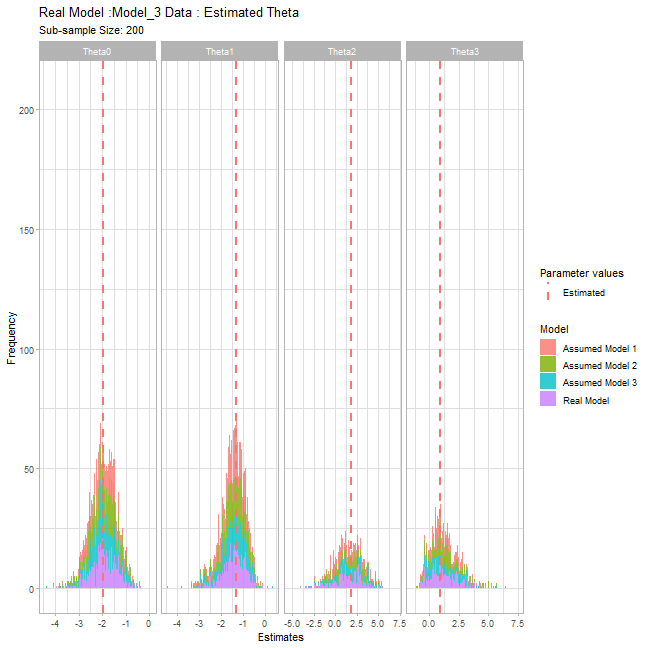 Real Model :Model_3 Data : Estimated Theta
Sub-sample Size: 200
Theta0 Theta1 Theta2 Theta3
200
150
100
50
0
Frequency
-4 -3 -2 -1 0 -4 -3 -2 -1 0 -5.0 -2.5 0.0 2.5 5.0 7.5 0.0 2.5 5.0 7.5
Estimates
Parameter values
Estimated
Model
Assumed Model 1
Assumed Model 2
Assumed Model 3
Real Model